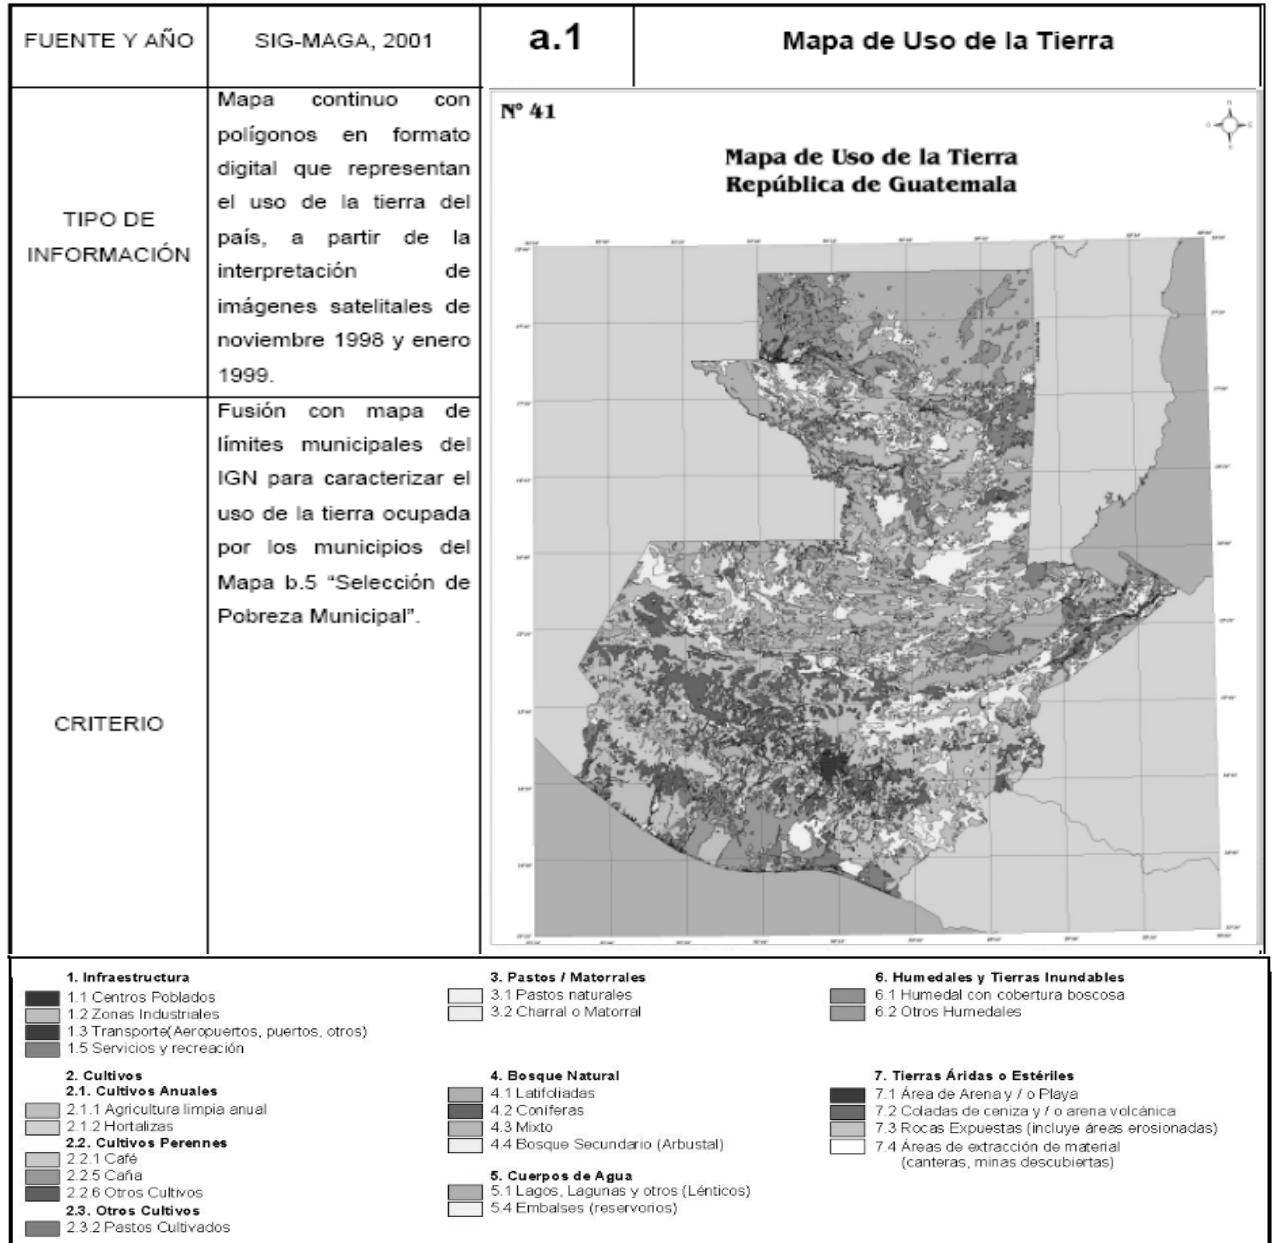 FUENTE Y AÑO
SIG-MAGA, 2001
a.1
Mapa de Uso de la Tierra
TIPO DE
INFORMACIÓN
Mapa continuo con
polígonos en formato
digital que representan
el uso de la tierra del
país, a partir de la
interpretación de
imágenes satelitales de
noviembre 1998 y enero
1999.
CRITERIO
Fusión con mapa de
límites municipales del
IGN para caracterizar el
uso de la tierra ocupada
por los municipios del
Mapa b.5 “Selección de
Pobreza Municipal”.
N° 41
Mapa de Uso de la Tierra
República de Guatemala
1. Infraestructura
1.1 Centros Poblados
1.2 Zonas Industriales
1.3 Transporte(Aeropuertos, puertos, otros)
1.5 Servicios y recreación
2. Cultivos
2.1. Cultivos Anuales
2.1.1 Agricultura limpia anual
2.1.2 Hortalizas
2.2. Cultivos Perennes
2.2.1 Café
2.2.5 Caña
2.2.6 Otros Cultivos
2.3. Otros Cultivos
2.3.2 Pastos Cultivados
3. Pastos / Matorrales
3.1 Pastos naturales
3.2 Charral o Matorral
4. Bosque Natural
4.1 Latifoliadas
4.2 Coníferas
4.3 Mixto
4.4 Bosque Secundario (Arbustal)
5. Cuerpos de Agua
5.1 Lagos, Lagunas y otros (Lénticos)
5.4 Embalses (reservorios)
6. Humedales y Tierras Inundables
6.1 Humedal con cobertura boscosa
6.2 Otros Humedales
7. Tierras Áridas o Estériles
7.1 Área de Arena y / o Playa
7.2 Coladas de ceniza y / o arena volcánica
7.3 Rocas Expuestas (incluye áreas erosionadas)
7.4 Áreas de extracción de material
(canteras, minas descubiertas)